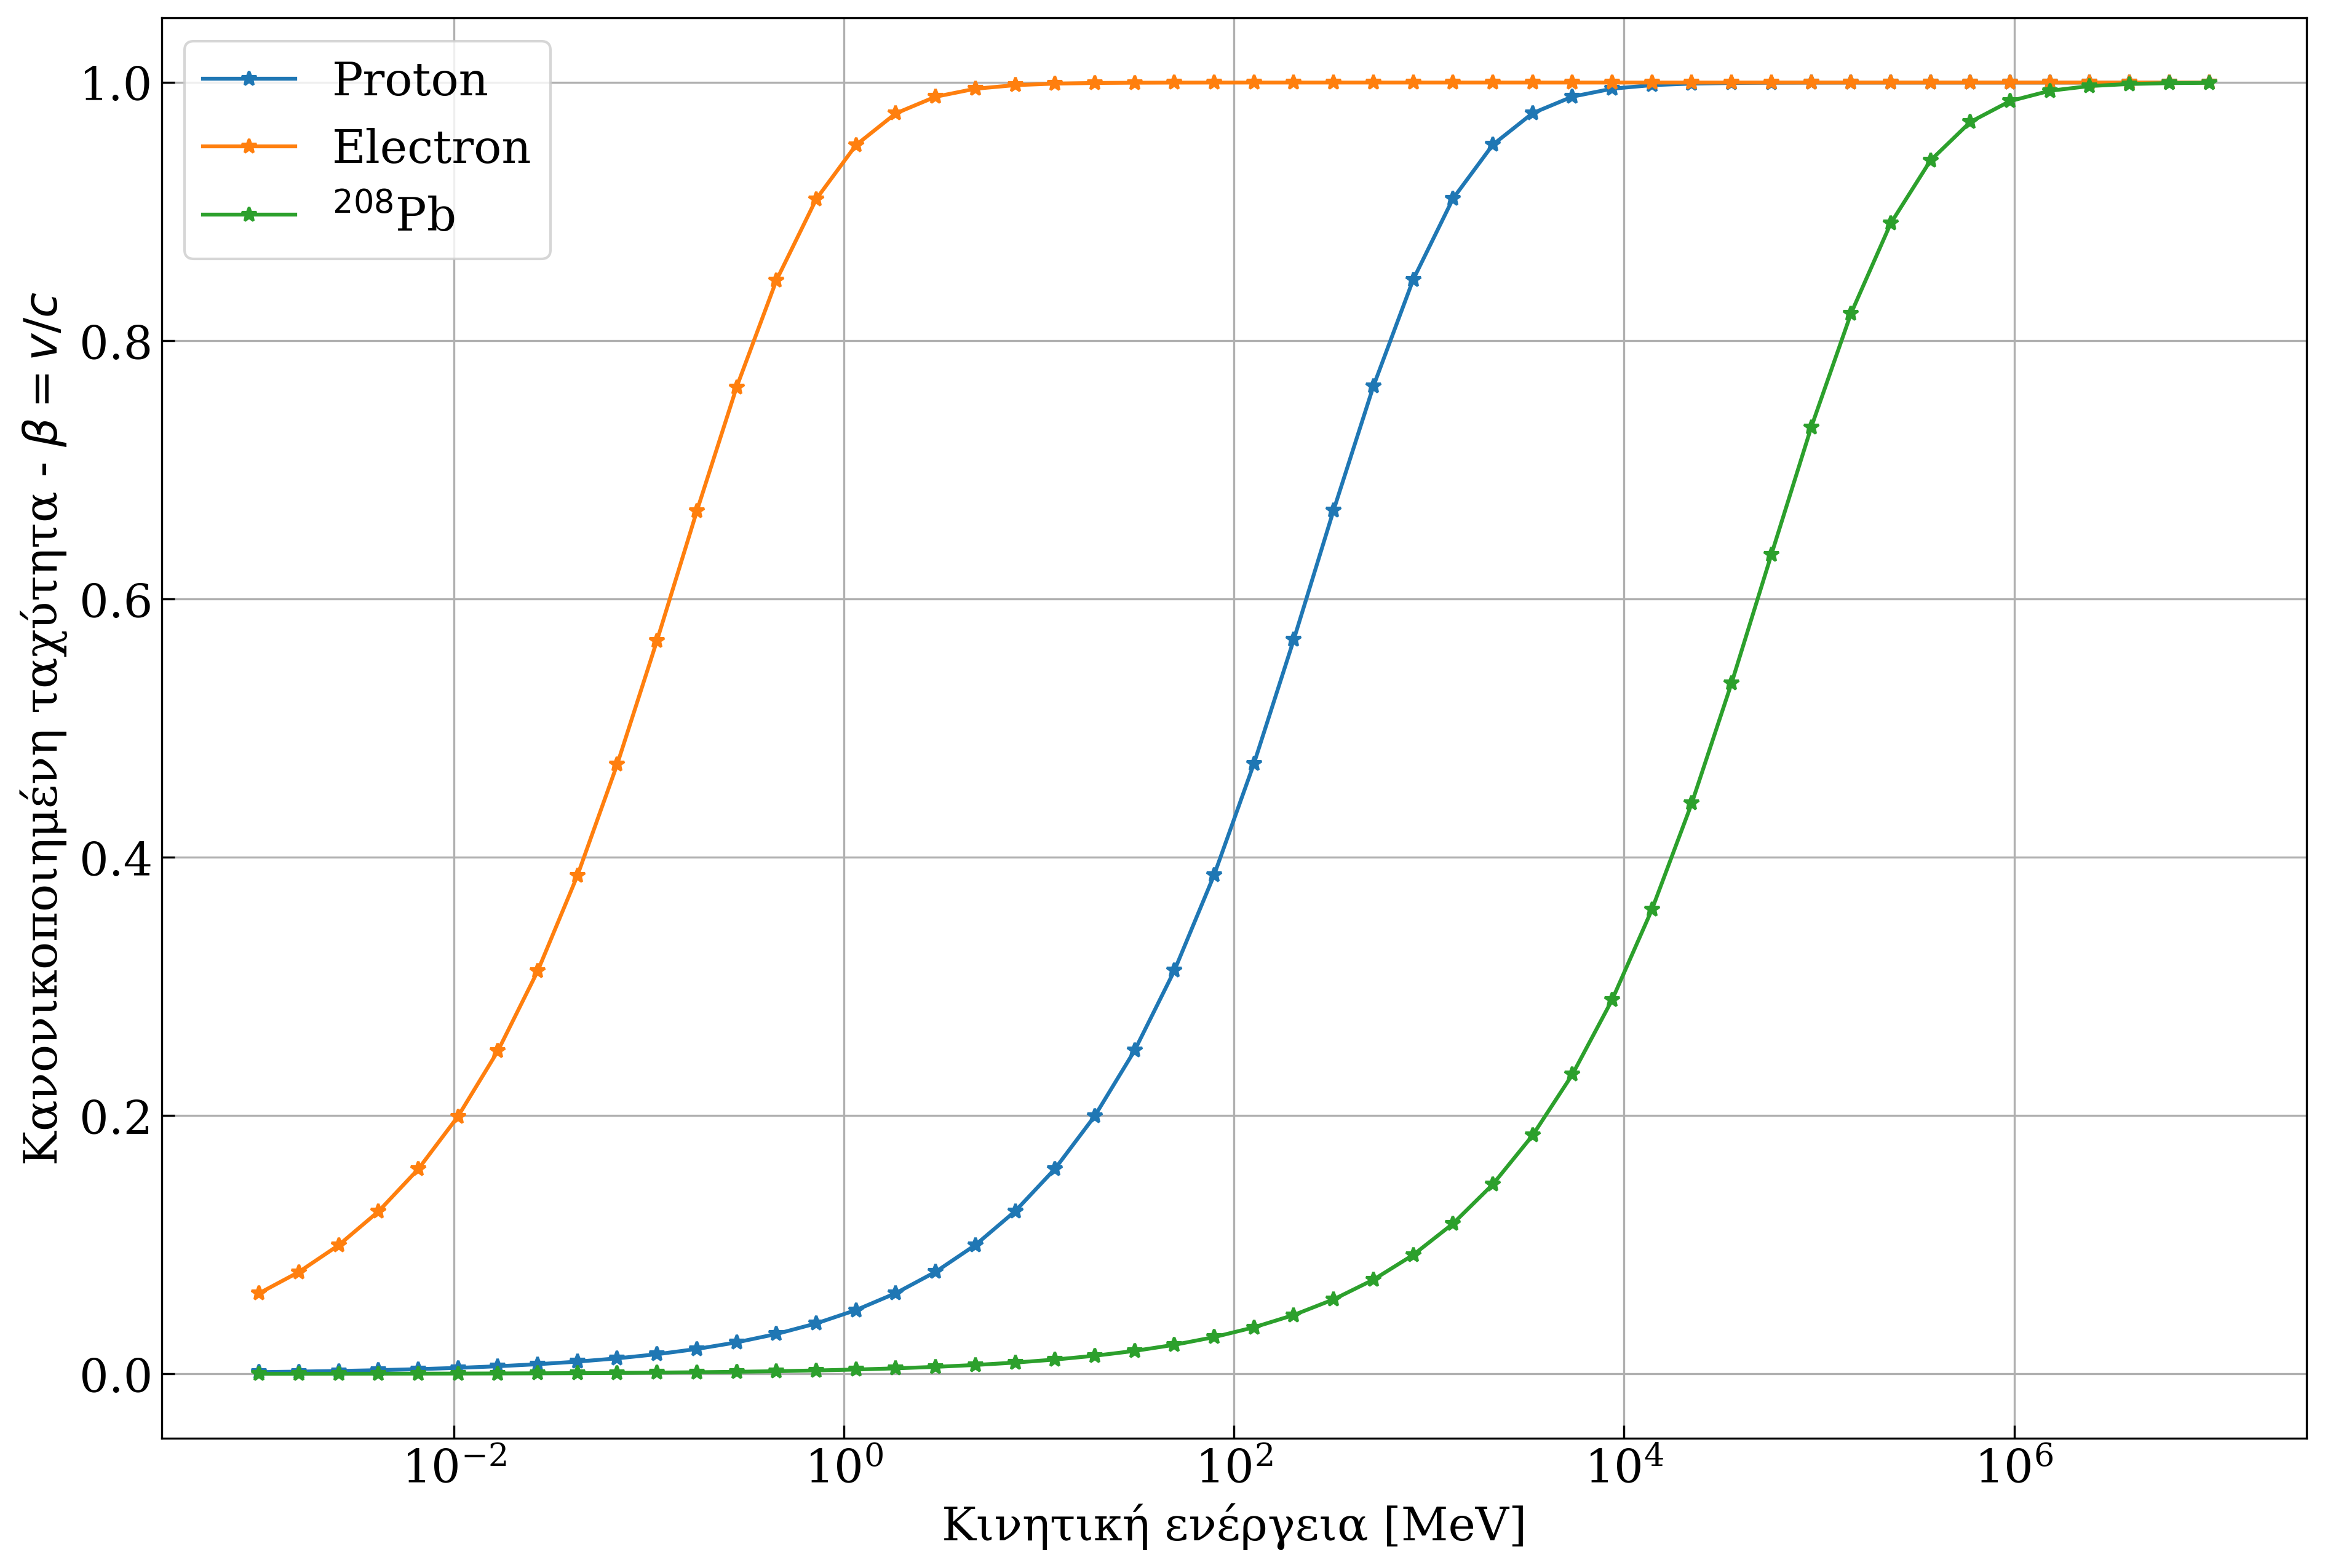 Proton
Electron
²⁰⁸Pb
Κανονικοποιημένη ταχύτητα - β = v/c
1.0
0.8
0.6
0.4
0.2
0.0
10⁻² 10⁰ 10² 10⁴ 10⁶
Κινητική ενέργεια [MeV]